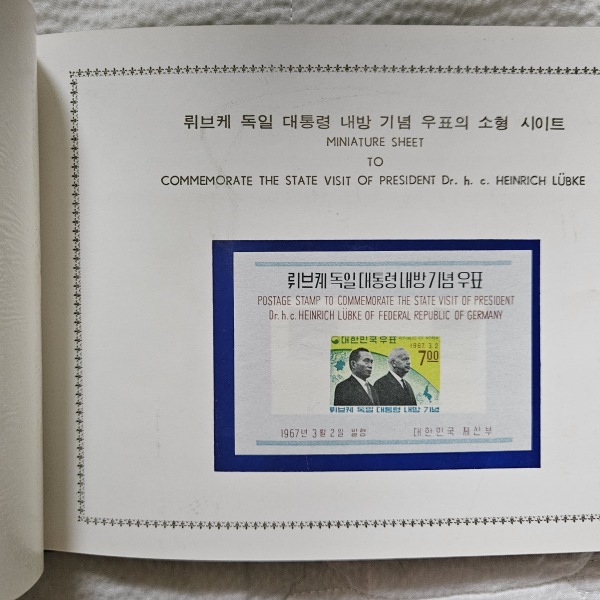 뤼브케 독일 대통령 내방 기념 우표의 소형 시이트
MINIATURE SHEET
TO
COMMEMORATE THE STATE VISIT OF PRESIDENT Dr. h. c. HEINRICH LÜBKE
뤼브케 독일 대통령 내방 기념 우표
POSTAGE STAMP TO COMMEMORATE THE STATE VISIT OF PRESIDENT
Dr. h. c. HEINRICH LÜBKE OF FEDERAL REPUBLIC OF GERMANY
대한민국우표 REPUBLIC OF KOREA
1967.3.2
7.00
뤼브케 독일 대통령 내방 기념
1967년 3월 2일 발행 대한민국 체신부